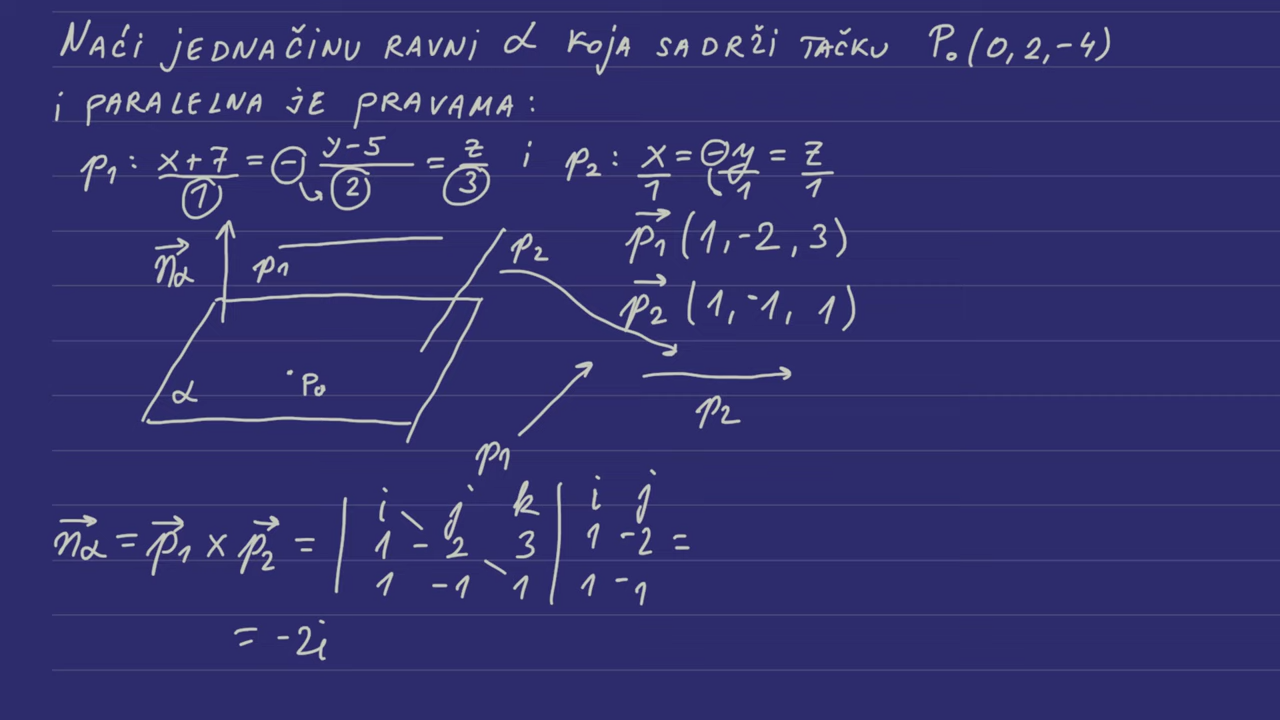 NAĆI JEDNAČINU RAVNI α KOJA SADRŽI TAČKU P₀(0, 2, -4)
i PARALELNA JE PRAVAMA:
p₁: (x+7)/1 = - (y-5)/2 = z/3 i p₂: x/1 = -y/1 = z/1
p₁→ (1, -2, 3)
p₂→ (1, -1, 1)
n→α p₁ p₂
α P₀
p₁ p₂
n→α = p₁→ × p₂→ = | i j k | i j
1 -2 3 | 1 -2 =
1 -1 1 | 1 -1
= -2i